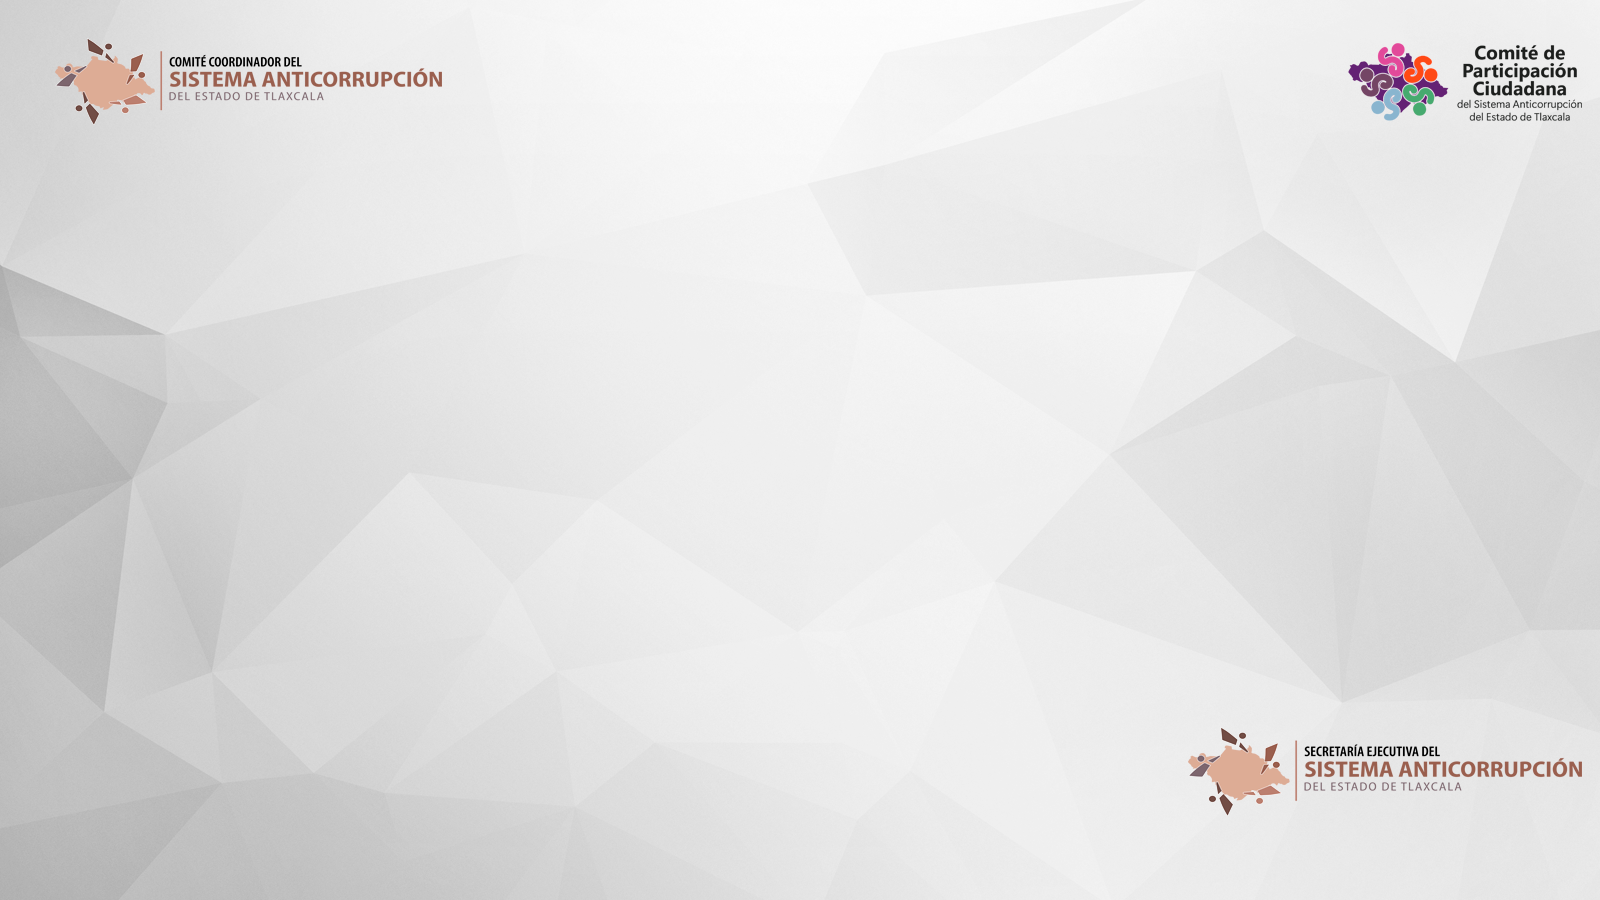 COMITÉ COORDINADOR DEL
SISTEMA ANTICORRUPCIÓN
DEL ESTADO DE TLAXCALA
Comité de
Participación
Ciudadana
del Sistema Anticorrupción
del Estado de Tlaxcala
SECRETARÍA EJECUTIVA DEL
SISTEMA ANTICORRUPCIÓN
DEL ESTADO DE TLAXCALA